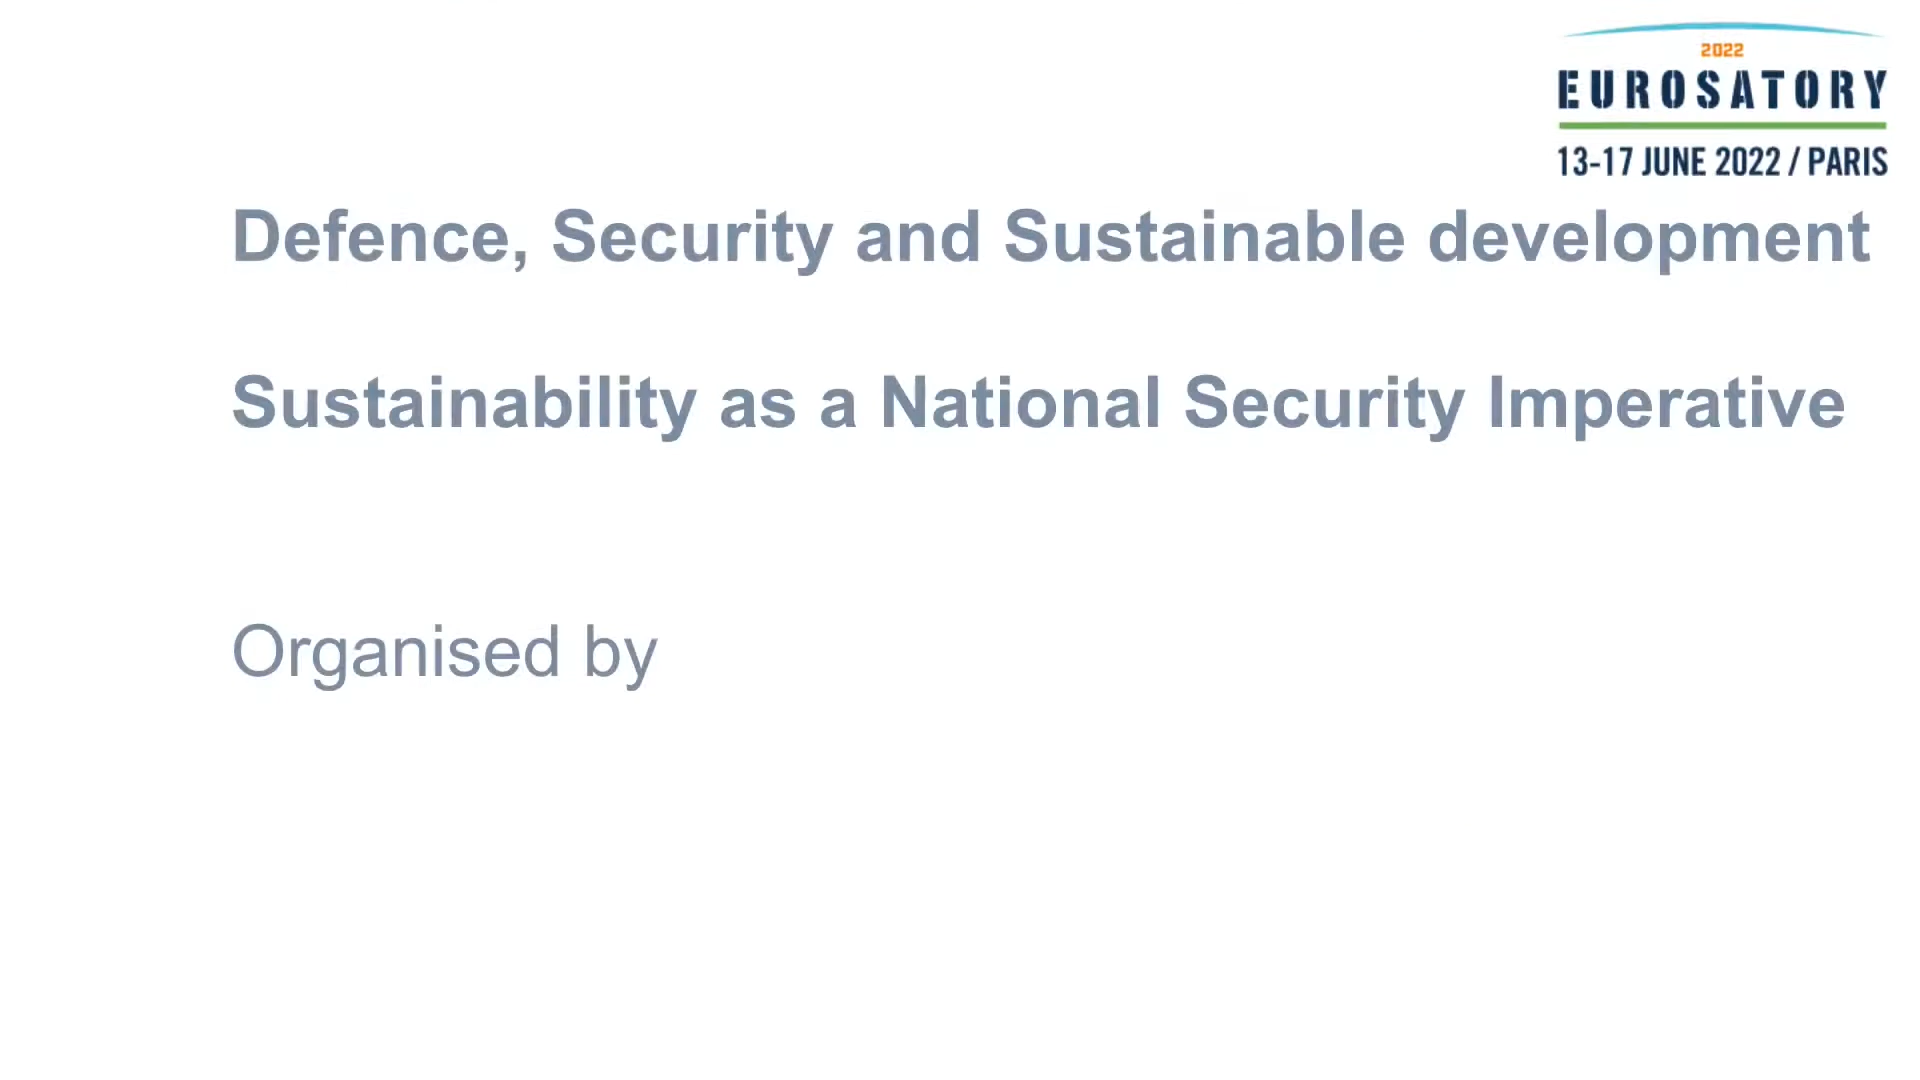 2022
EUROSATORY
13-17 JUNE 2022 / PARIS
Defence, Security and Sustainable development
Sustainability as a National Security Imperative
Organised by